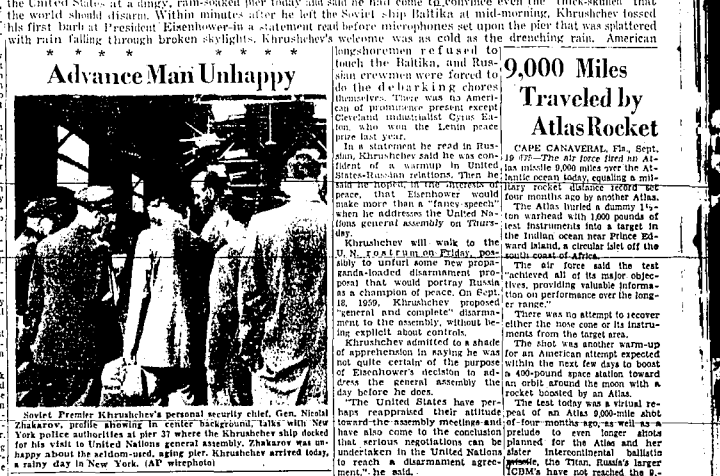 the United States at a dingy, rain-soaked pier today and said he had come to convince even the "thick-skulled" that
the world should disarm. Within minutes after he left the Soviet ship Baltika at mid-morning, Khrushchev tossed
his first barb at President Eisenhower-in a statement read before microphones set upon the pier that was splattered
with rain falling through broken skylights. Khrushchev's welcome was as cold as the drenching rain. American
* * * * * *
Advance Man Unhappy
Soviet Premier Khrushchev's personal security chief, Gen. Nicolai
Zhakarov, profile showing in center background, talks with New
York police authorities at pier 37 where the Khrushchev ship docked
for his visit to United Nations general assembly. Zhakarov was un-
happy about the seldom-used, aging pier. Khrushchev arrived today,
a rainy day in New York. (AP wirephoto)
longshoremen refused to
touch the Baltika, and Rus-
sian crewmen were forced to
do the debarking chores
themselves. There was no Ameri-
can of prominence present except
Cleveland industrialist Cyrus Ea-
ton, who won the Lenin peace
prize last year.
In a statement he read in Rus-
sian, Khrushchev said he was con-
fident of a warmup in United
States-Russian relations. Then he
said he hoped, in the interests of
peace, that Eisenhower would
make more than a "fancy speech"
when he addresses the United Na-
tions general assembly on Thurs-
day.
Khrushchev will walk to the
U. N. rostrum on Friday, pos-
sibly to unfurl some new propa-
ganda-loaded disarmament pro-
posal that would portray Russia
as a champion of peace. On Sept.
18, 1959, Khrushchev proposed
"general and complete" disarma-
ment to the assembly, without be-
ing explicit about controls.
Khrushchev admitted to a shade
of apprehension in saying he was
not quite certain of the purpose
of Eisenhower's decision to ad-
dress the general assembly the
day before he does.
"The United States have per-
haps reappraised their attitude
toward the assembly meetings and
have also come to the conclusion
that serious negotiations can be
undertaken in the United Nations
to reach a disarmament agree-
ment," he said.
9,000 Miles
Traveled by
Atlas Rocket
CAPE CANAVERAL, Fla., Sept.
19 —The air force fired an At-
las missile 9,000 miles over the At-
lantic ocean today, equaling a mil-
itary rocket distance record set
four months ago by another Atlas.
The Atlas hurled a dummy 1½-
ton warhead with 1,000 pounds of
test instruments into a target in
the Indian ocean near Prince Ed-
ward island, a circular islet off the
south coast of Africa.
The air force said the test
"achieved all of its major objec-
tives, providing valuable informa-
tion on performance over the long-
er range."
There was no attempt to recover
either the nose cone or its instru-
ments from the target area.
The shot was another warm-up
for an American attempt expected
within the next few days to boost
a 400-pound space station toward
an orbit around the moon with a
rocket boosted by an Atlas.
The test today was a virtual re-
peat of an Atlas 9,000-mile shot
of four months ago, as well as a
prelude to even longer shots
planned for the Atlas and her
sister intercontinental ballistic
missile, the Titan. Russia's larger
ICBM's have not reached the 9,-